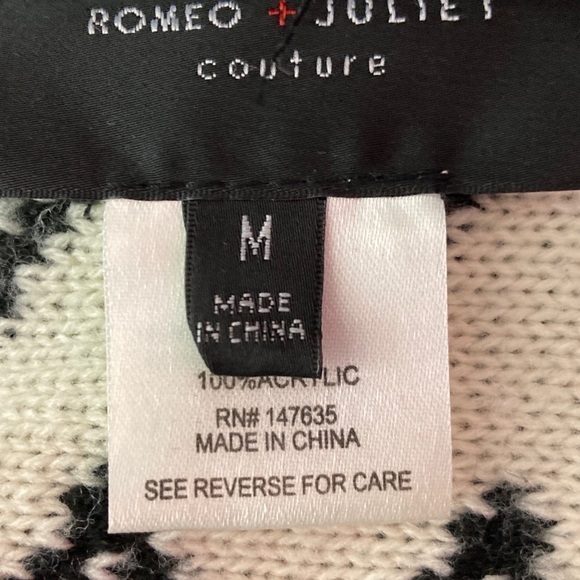 ROMEO + JULIET
couture
M
MADE
IN CHINA
100% ACRYLIC
RN# 147635
MADE IN CHINA
SEE REVERSE FOR CARE